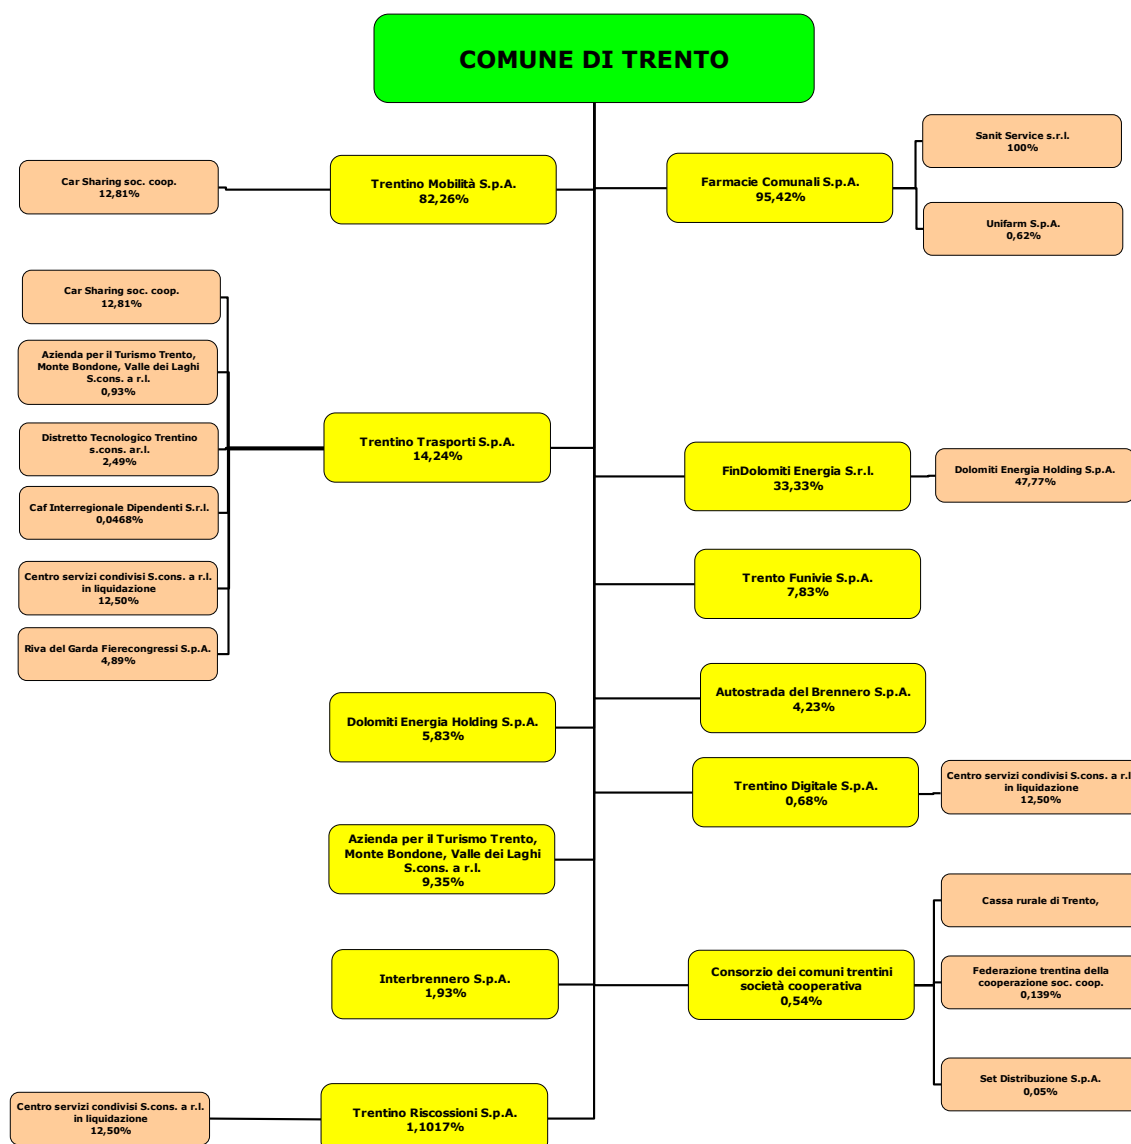 COMUNE DI TRENTO
Sanit Service s.r.l.
100%
Car Sharing soc. coop.
12,81%
Trentino Mobilità S.p.A.
82,26%
Farmacie Comunali S.p.A.
95,42%
Unifarm S.p.A.
0,62%
Car Sharing soc. coop.
12,81%
Azienda per il Turismo Trento,
Monte Bondone, Valle dei Laghi
S.cons. a r.l.
0,93%
Distretto Tecnologico Trentino
s.cons. ar.l.
2,49%
Trentino Trasporti S.p.A.
14,24%
FinDolomiti Energia S.r.l.
33,33%
Dolomiti Energia Holding S.p.A.
47,77%
Caf Interregionale Dipendenti S.r.l.
0,0468%
Centro servizi condivisi S.cons. a r.l.
in liquidazione
12,50%
Trento Funivie S.p.A.
7,83%
Riva del Garda Fierecongressi S.p.A.
4,89%
Autostrada del Brennero S.p.A.
4,23%
Dolomiti Energia Holding S.p.A.
5,83%
Trentino Digitale S.p.A.
0,68%
Centro servizi condivisi S.cons. a r.l.
in liquidazione
12,50%
Azienda per il Turismo Trento,
Monte Bondone, Valle dei Laghi
S.cons. a r.l.
9,35%
Cassa rurale di Trento,
Interbrennero S.p.A.
1,93%
Consorzio dei comuni trentini
società cooperativa
0,54%
Federazione trentina della
cooperazione soc. coop.
0,139%
Set Distribuzione S.p.A.
0,05%
Centro servizi condivisi S.cons. a r.l.
in liquidazione
12,50%
Trentino Riscossioni S.p.A.
1,1017%